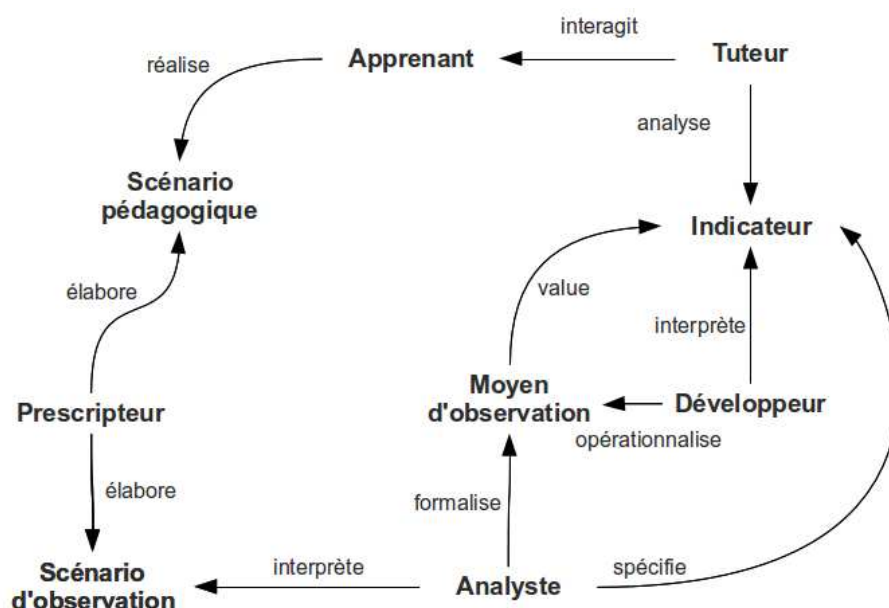 interagit
Apprenant
Tuteur
réalise
analyse
Scénario
pédagogique
Indicateur
élabore
value
interprète
Moyen
d'observation
Développeur
Prescripteur
opérationnalise
élabore
formalise
interprète
spécifie
Scénario
d'observation
Analyste